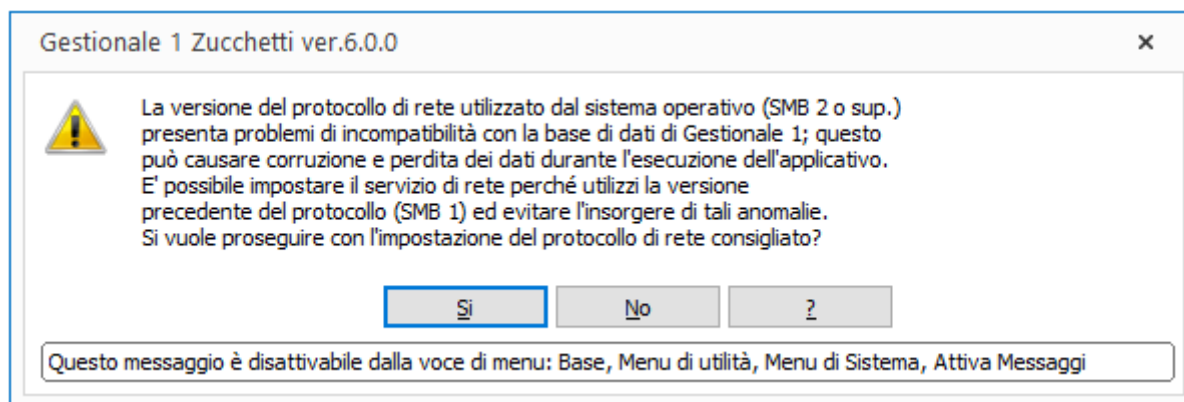 Gestionale 1 Zucchetti ver.6.0.0
La versione del protocollo di rete utilizzato dal sistema operativo (SMB 2 o sup.)
presenta problemi di incompatibilità con la base di dati di Gestionale 1; questo
può causare corruzione e perdita dei dati durante l'esecuzione dell'applicativo.
E' possibile impostare il servizio di rete perché utilizzi la versione
precedente del protocollo (SMB 1) ed evitare l'insorgere di tali anomalie.
Si vuole proseguire con l'impostazione del protocollo di rete consigliato?
Si No ?
Questo messaggio è disattivabile dalla voce di menu: Base, Menu di utilità, Menu di Sistema, Attiva Messaggi